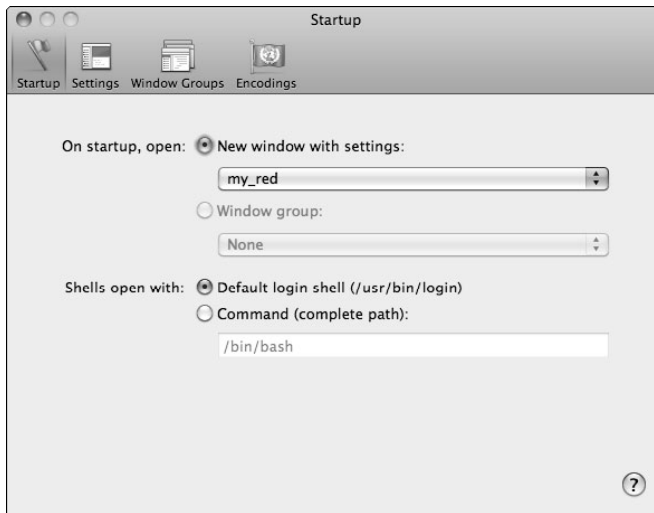 Startup
Startup Settings Window Groups Encodings
On startup, open: New window with settings:
my_red
Window group:
None
Shells open with: Default login shell (/usr/bin/login)
Command (complete path):
/bin/bash
?